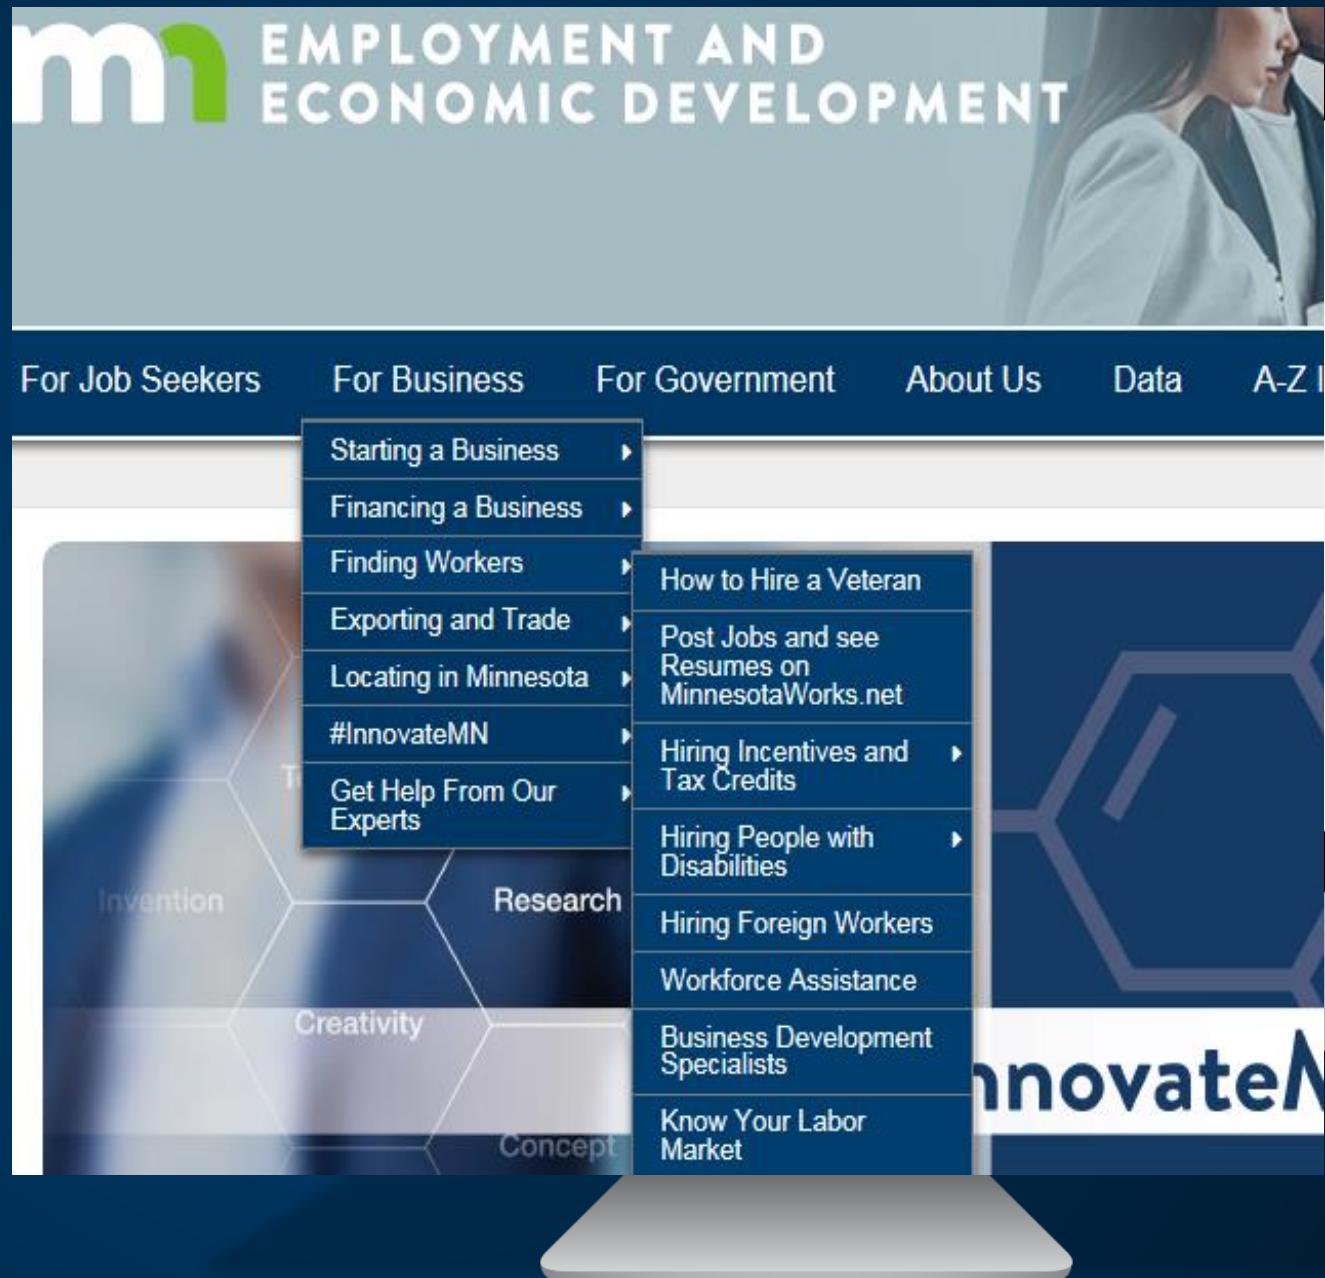 mn EMPLOYMENT AND
ECONOMIC DEVELOPMENT
For Job Seekers For Business For Government About Us Data A-Z
Starting a Business
Financing a Business
Finding Workers
Exporting and Trade
Locating in Minnesota
#InnovateMN
Get Help From Our
Experts
How to Hire a Veteran
Post Jobs and see
Resumes on
MinnesotaWorks.net
Hiring Incentives and
Tax Credits
Hiring People with
Disabilities
Hiring Foreign Workers
Workforce Assistance
Business Development
Specialists
Know Your Labor
Market
Invention
Research
Creativity
Concept
nnovateM